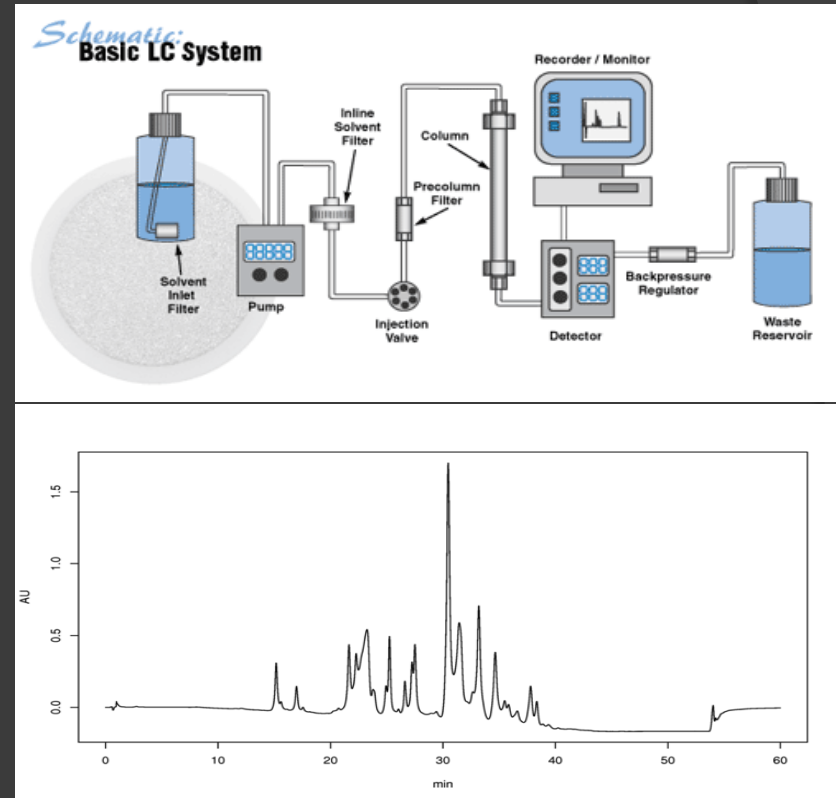 Schematic:
Basic LC System
Recorder / Monitor
Inline
Solvent
Filter
Column
Precolumn
Filter
Solvent
Inlet
Filter
Pump
Injection
Valve
Detector
Backpressure
Regulator
Waste
Reservoir
AU
0.0
0.5
1.0
1.5
0
10
20
30
40
50
60
min